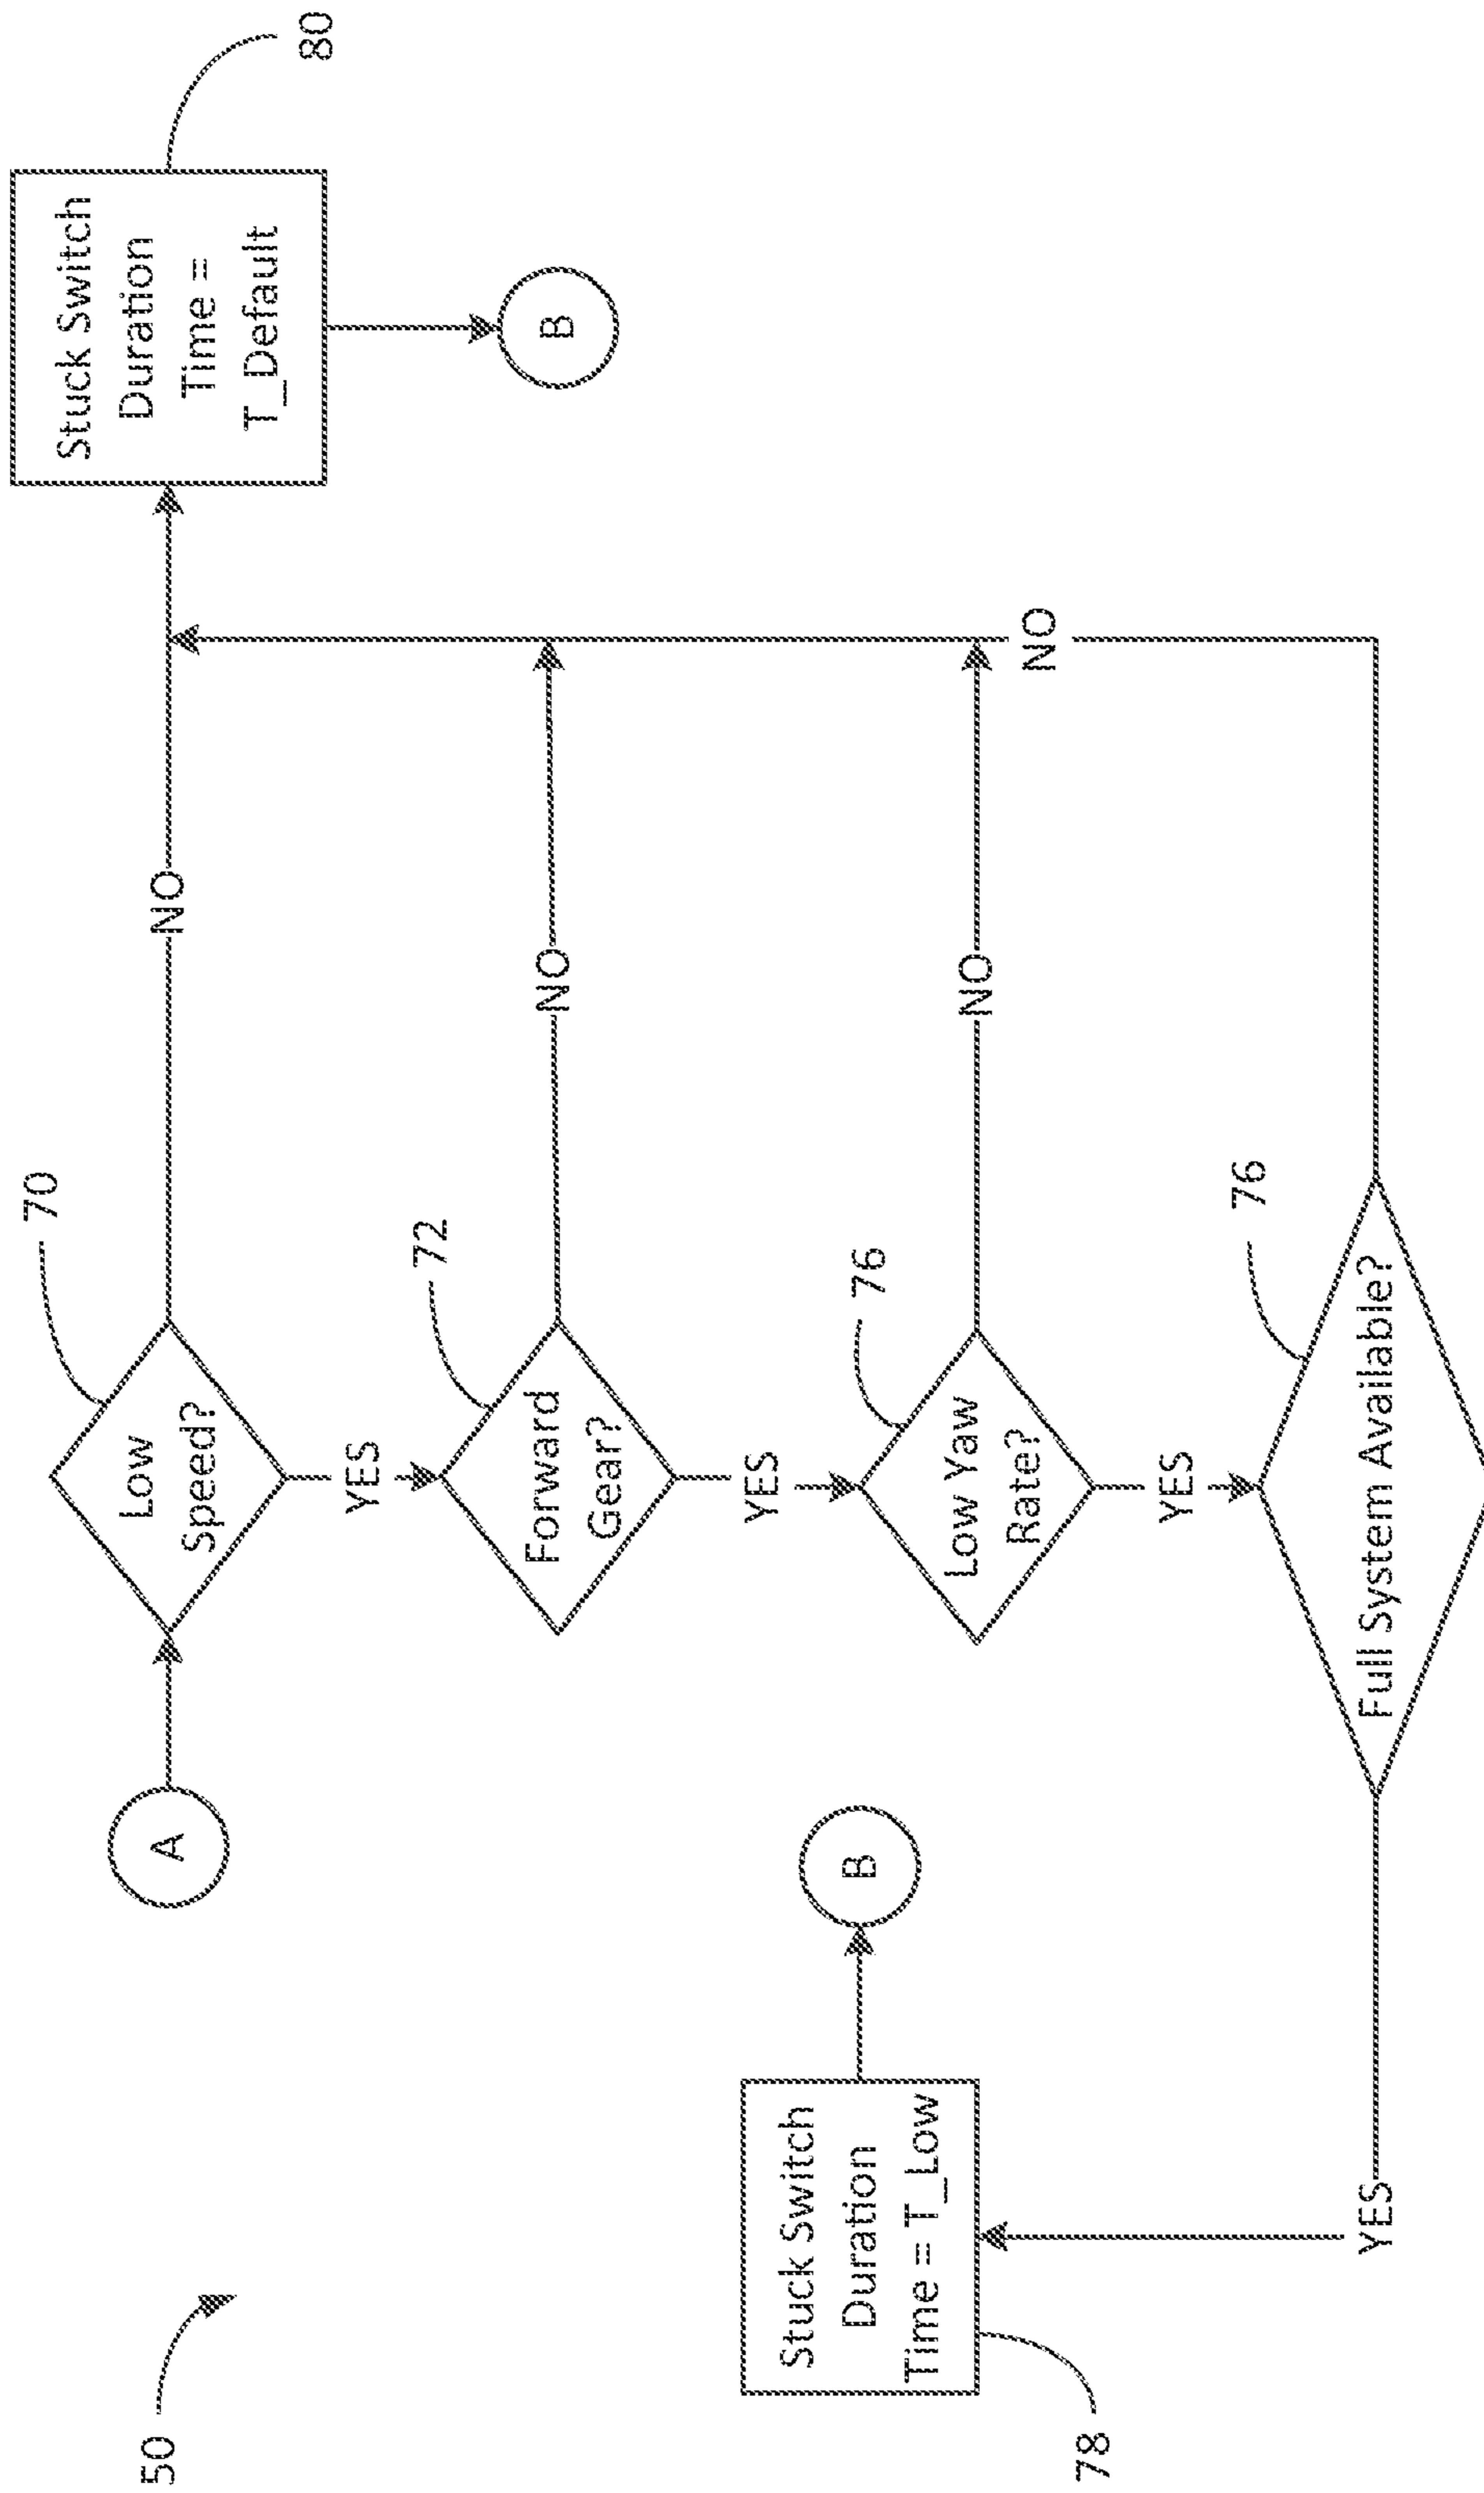 50
A
Low
Speed?
70
NO
Stuck Switch
Duration
Time =
T_Default
80
YES
B
Forward
Gear?
72
NO
YES
Stuck Switch
Duration
Time = T_Low
78
B
Low Yaw
Rate?
76
NO
NO
YES
Full System Available?
76
YES